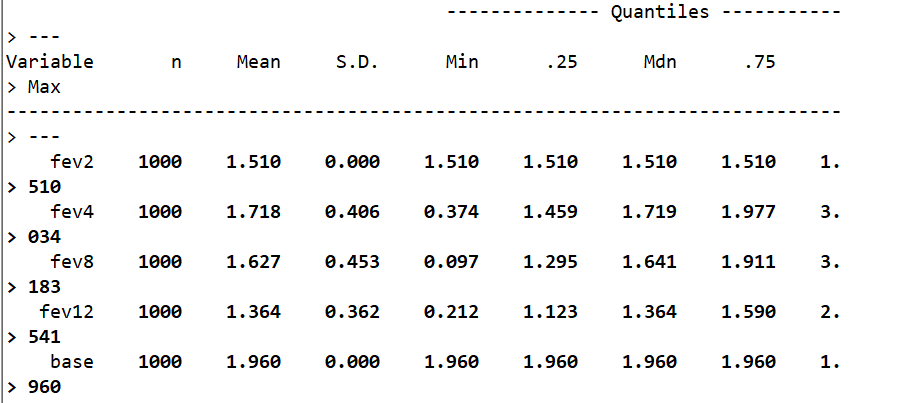 -------------- Quantiles -----------
> ---
Variable n Mean S.D. Min .25 Mdn .75
> Max
-----------------------------------------------------------------------------
> ---
fev2 1000 1.510 0.000 1.510 1.510 1.510 1.510 1.
> 510
fev4 1000 1.718 0.406 0.374 1.459 1.719 1.977 3.
> 034
fev8 1000 1.627 0.453 0.097 1.295 1.641 1.911 3.
> 183
fev12 1000 1.364 0.362 0.212 1.123 1.364 1.590 2.
> 541
base 1000 1.960 0.000 1.960 1.960 1.960 1.960 1.
> 960